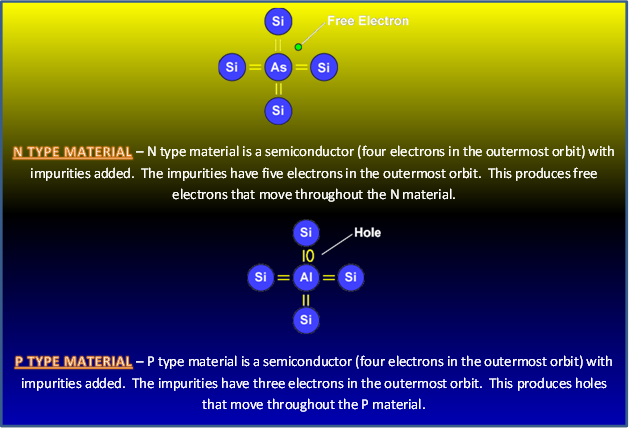 Si
Free Electron
Si = As = Si
Si
N TYPE MATERIAL – N type material is a semiconductor (four electrons in the outermost orbit) with
impurities added. The impurities have five electrons in the outermost orbit. This produces free
electrons that move throughout the N material.
Si
Hole
Si = Al = Si
Si
P TYPE MATERIAL – P type material is a semiconductor (four electrons in the outermost orbit) with
impurities added. The impurities have three electrons in the outermost orbit. This produces holes
that move throughout the P material.